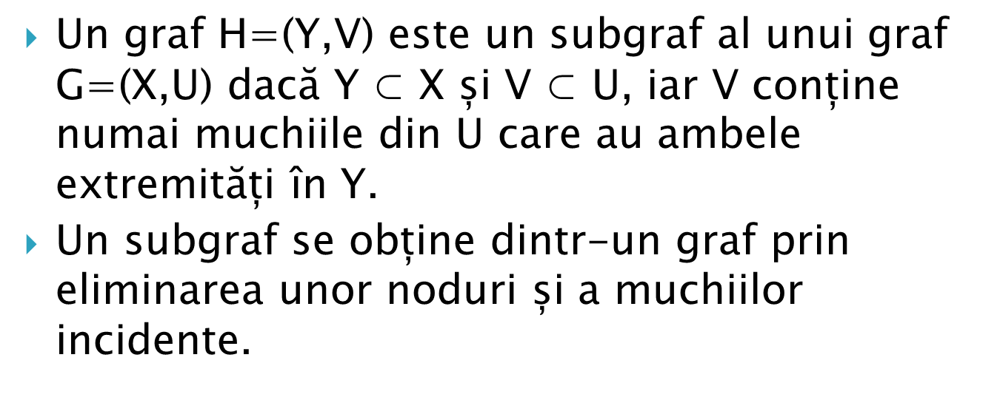 Un graf H=(Y,V) este un subgraf al unui graf
G=(X,U) dacă Y ⊂ X și V ⊂ U, iar V conține
numai muchiile din U care au ambele
extremități în Y.
Un subgraf se obține dintr-un graf prin
eliminarea unor noduri și a muchiilor
incidente.